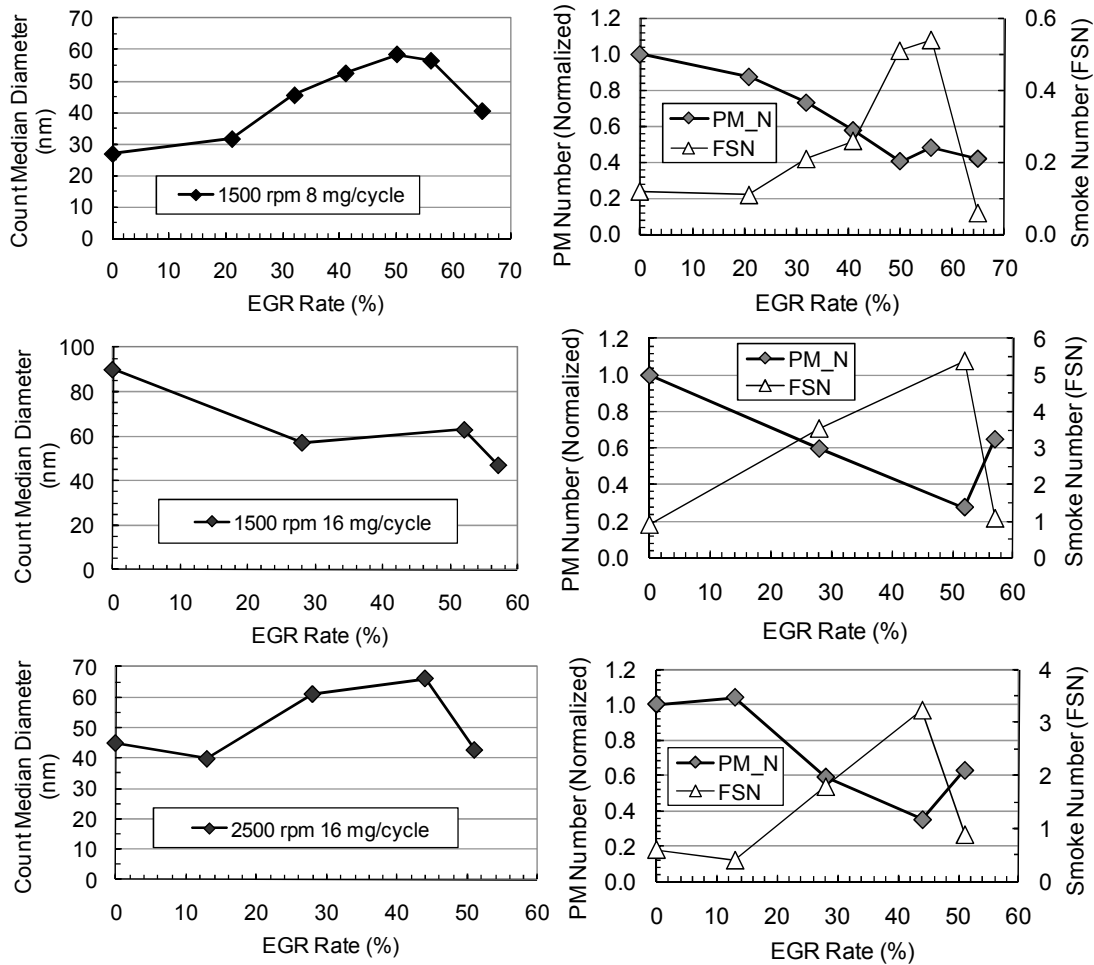 70
60
50
40
30
20
10
0
Count Median Diameter
(nm)
1500 rpm 8 mg/cycle
0 10 20 30 40 50 60 70
EGR Rate (%)
1.2
1.0
0.8
0.6
0.4
0.2
0.0
PM Number (Normalized)
PM_N
FSN
0.6
0.4
0.2
0.0
Smoke Number (FSN)
0 10 20 30 40 50 60 70
EGR Rate (%)
100
80
60
40
20
0
Count Median Diameter
(nm)
1500 rpm 16 mg/cycle
0 10 20 30 40 50 60
EGR Rate (%)
1.2
1.0
0.8
0.6
0.4
0.2
0.0
PM Number (Normalized)
PM_N
FSN
6
5
4
3
2
1
0
Smoke Number (FSN)
0 10 20 30 40 50 60
EGR Rate (%)
70
60
50
40
30
20
10
0
Count Median Diameter
(nm)
2500 rpm 16 mg/cycle
0 10 20 30 40 50 60
EGR Rate (%)
1.2
1.0
0.8
0.6
0.4
0.2
0.0
PM Number (Normalized)
PM_N
FSN
4
3
2
1
0
Smoke Number (FSN)
0 10 20 30 40 50 60
EGR Rate (%)